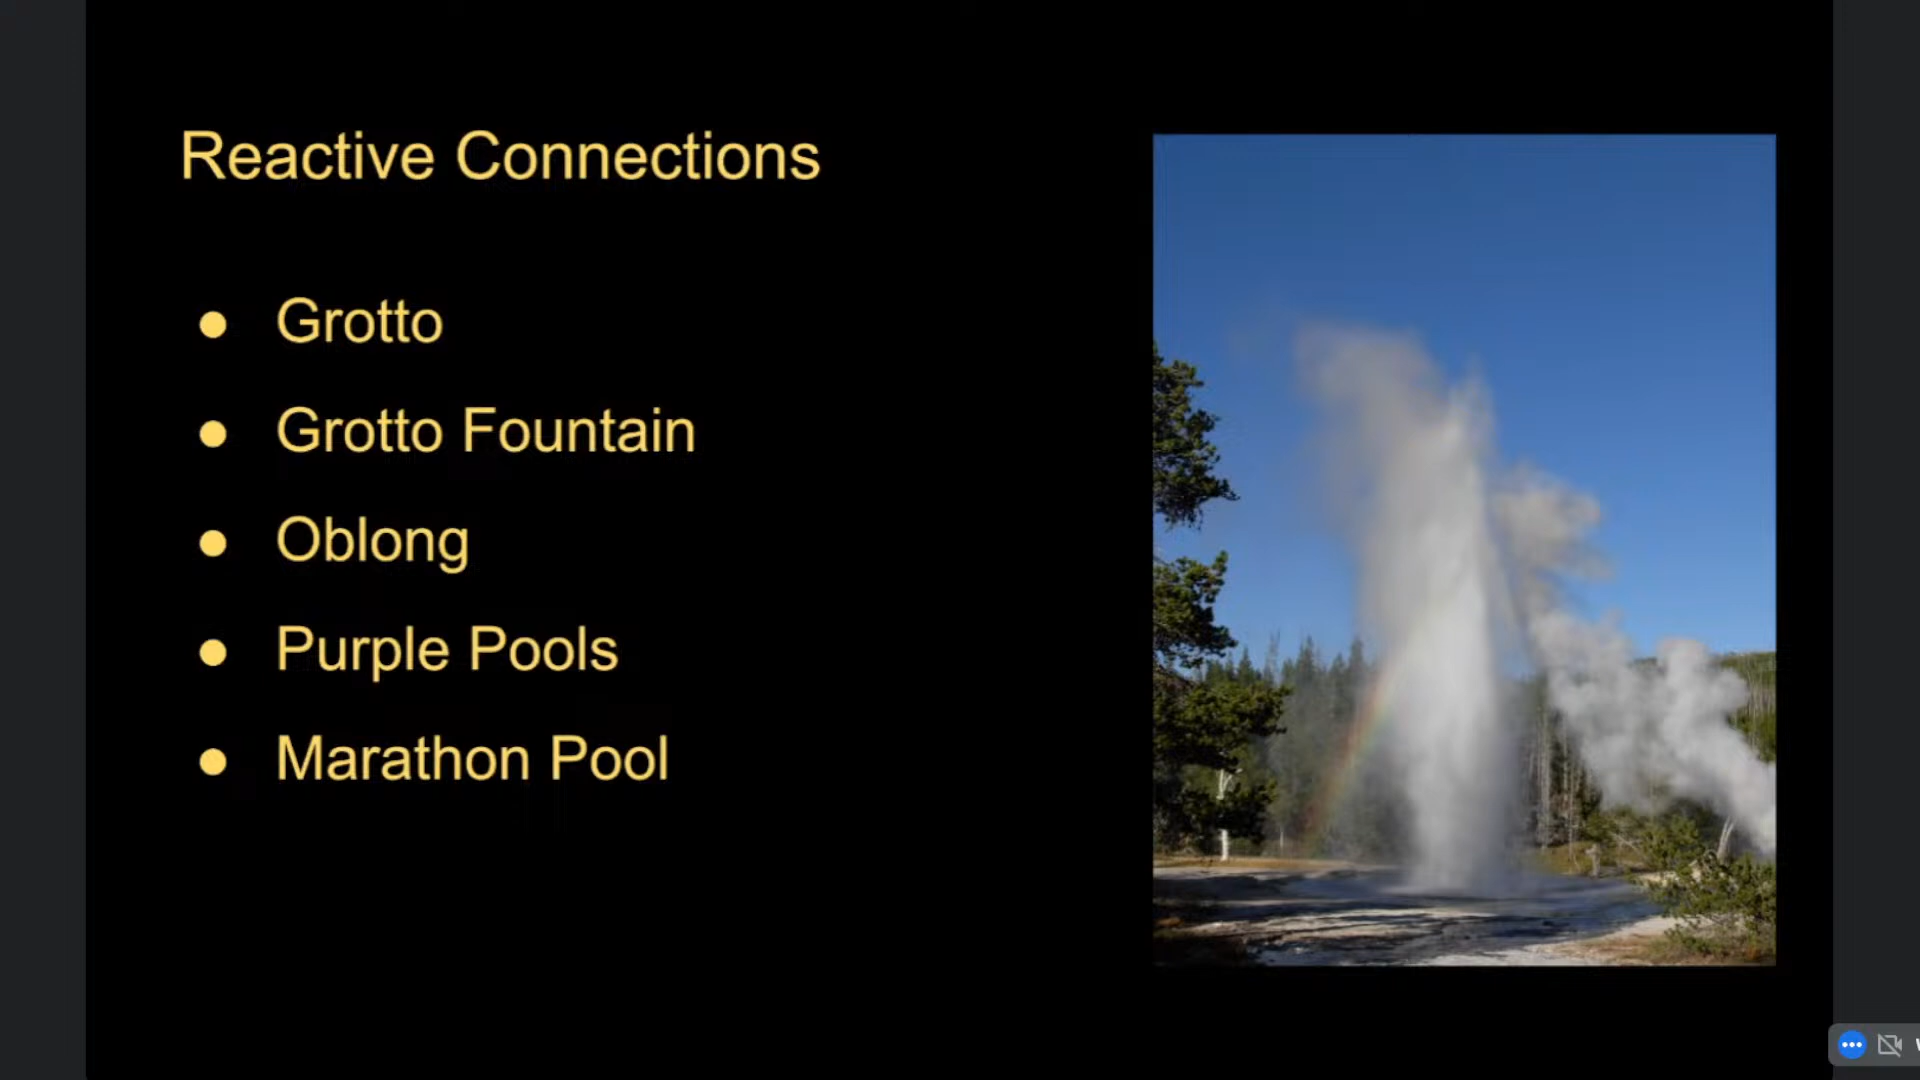 Reactive Connections
Grotto
Grotto Fountain
Oblong
Purple Pools
Marathon Pool